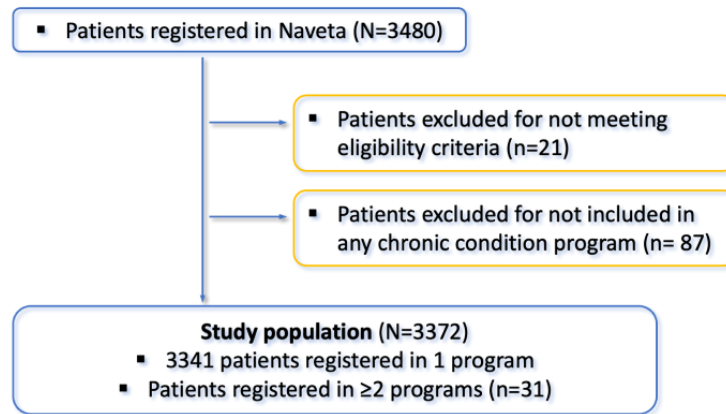 ▪ Patients registered in Naveta (N=3480)
▪ Patients excluded for not meeting
eligibility criteria (n=21)
▪ Patients excluded for not included in
any chronic condition program (n= 87)
Study population (N=3372)
▪ 3341 patients registered in 1 program
▪ Patients registered in ≥2 programs (n=31)